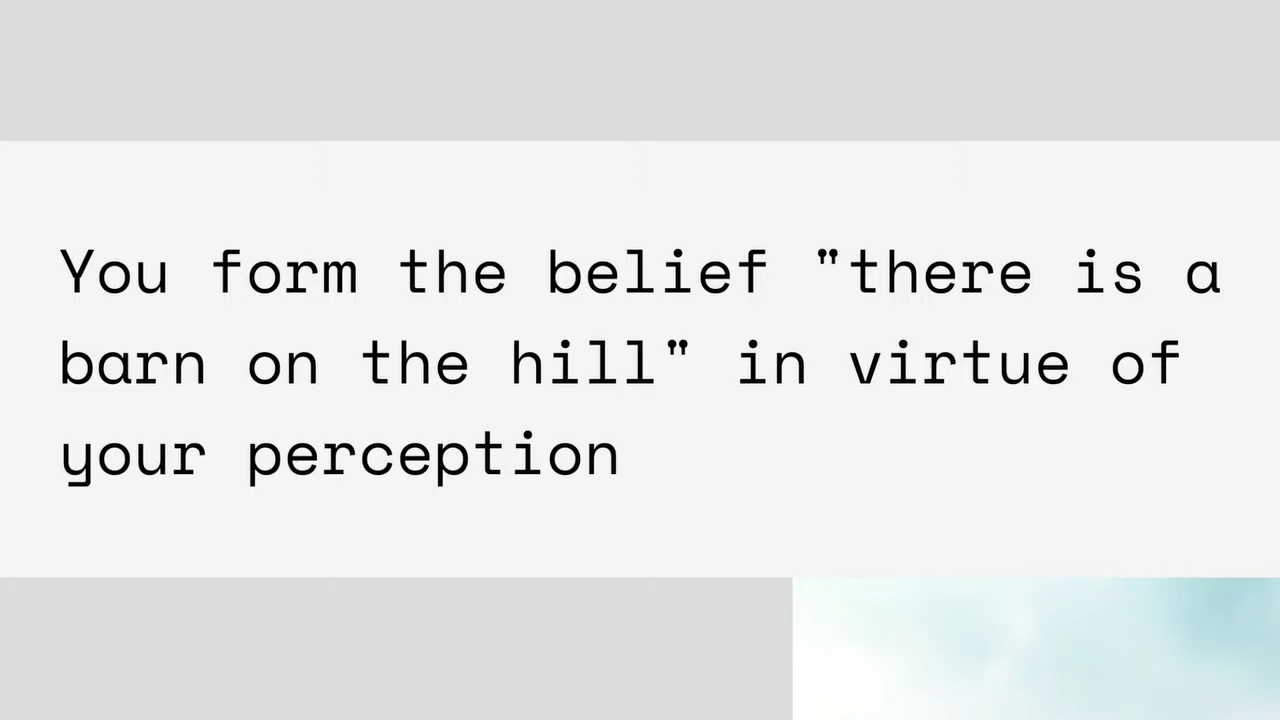 You form the belief "there is a
barn on the hill" in virtue of
your perception